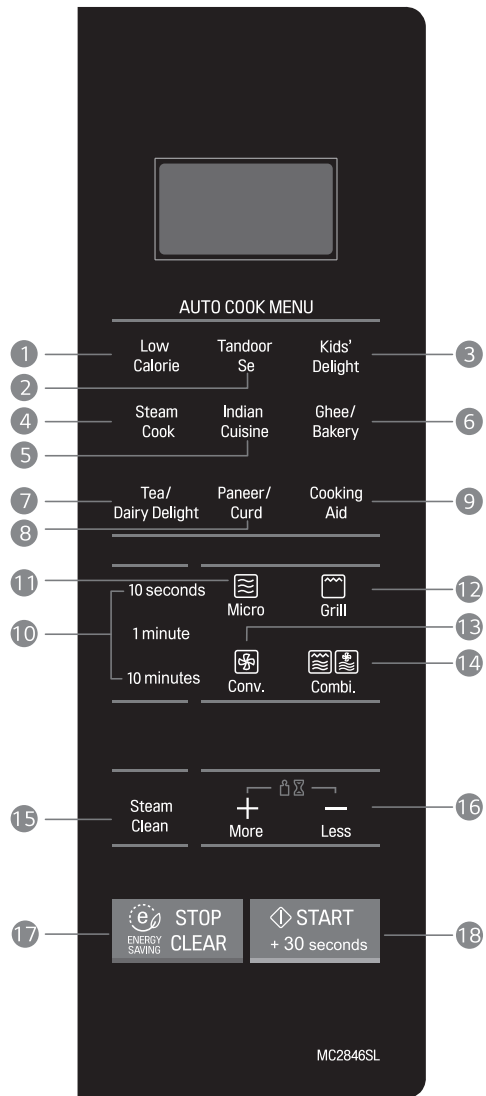 AUTO COOK MENU
1 Low Calorie
2 Tandoor Se
3 Kids' Delight
4 Steam Cook
5 Indian Cuisine
6 Ghee/ Bakery
7 Tea/ Dairy Delight
8 Paneer/ Curd
9 Cooking Aid
10 10 seconds
1 minute
10 minutes
11 Micro
12 Grill
13 Conv.
14 Combi.
15 Steam Clean
16 + More − Less
17 e ENERGY SAVING STOP CLEAR
18 START
+ 30 seconds
MC2846SL